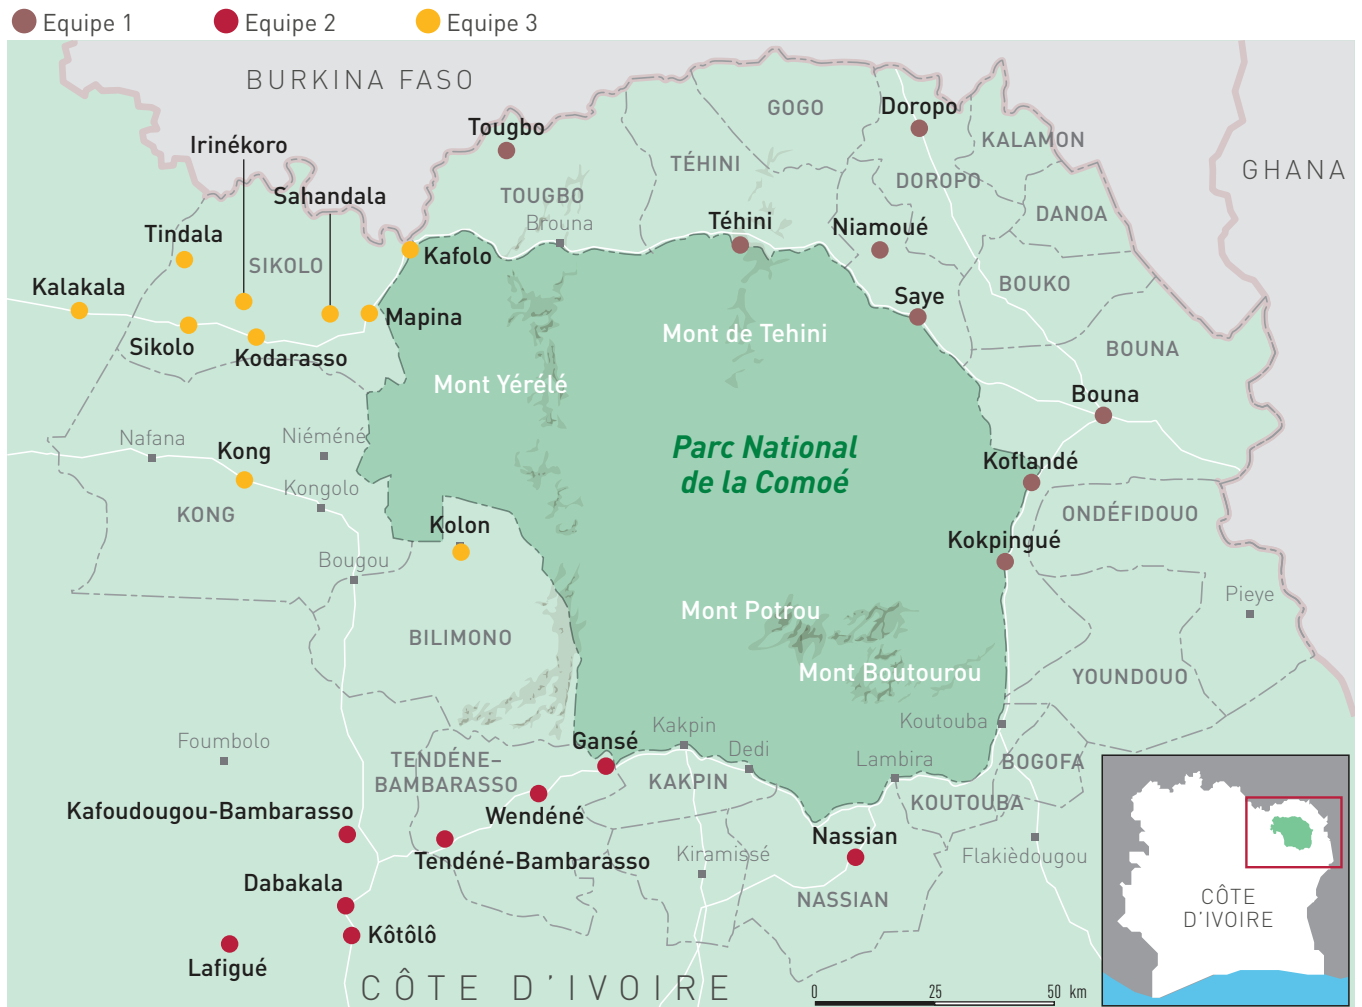 Equipe 1
Equipe 2
Equipe 3
BURKINA FASO
GHANA
Tougbo
Doropo
GOGO
KALAMON
Irinékoro
TÉHINI
DOROPO
Sahandala
TOUGBO
Brouna
Téhini
Niamoué
DANOA
Tindala
SIKOLO
Kafolo
Kalakala
Mapina
Saye
BOUKO
Sikolo
Kodarasso
Mont de Tehini
BOUNA
Mont Yérélé
Bouna
Nafana
Niéméné
Kong
Parc National
de la Comoé
Koflandé
Kongolo
KONG
Kolon
ONDÉFIDOUO
Kokpingué
Bougou
Pieye
BILIMONO
Mont Potrou
Mont Boutourou
YOUNDOUO
Foumbolo
Gansé
Kakpin
Dedi
Koutouba
Lambira
BOGOFA
TENDÉNE–
BAMBARASSO
KAKPIN
KOUTOUBA
Kafoudougou-Bambarasso
Wendéné
Nassian
Tendéné-Bambarasso
Kiramissé
Flakièdougou
Dabakala
NASSIAN
Kôtôlô
Lafigué
CÔTE D'IVOIRE
0 25 50 km
CÔTE
D'IVOIRE